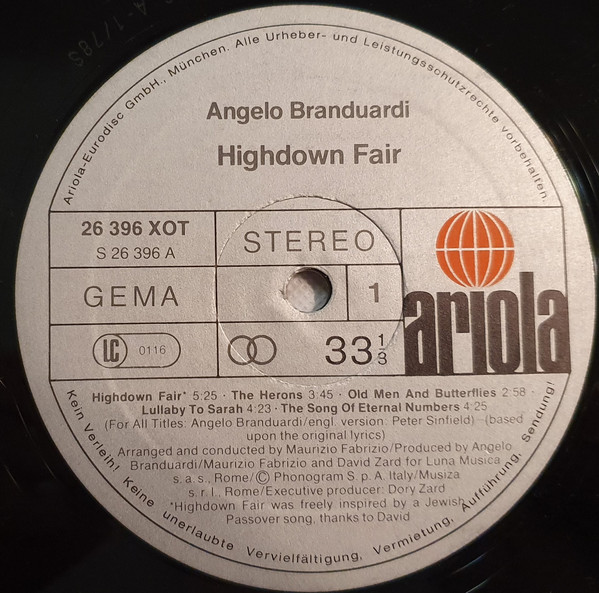 Ariola-Eurodisc GmbH., München. Alle Urheber- und Leistungsschutzrechte vorbehalten.
Angelo Branduardi
Highdown Fair
26 396 XOT
S 26 396 A
STEREO
GEMA
1
LC 0116
33 1/3
ariola
Highdown Fair* 5:25 · The Herons 3:45 · Old Men And Butterflies 2:58 ·
Lullaby To Sarah 4:23 · The Song Of Eternal Numbers 4:25
(For All Titles: Angelo Branduardi/engl. version: Peter Sinfield) – (based
upon the original lyrics)
Arranged and conducted by Maurizio Fabrizio/Produced by Angelo
Branduardi/Maurizio Fabrizio and David Zard for Luna Musica
s. a. s., Rome/Ⓒ Phonogram S. p. A. Italy/Musiza
s. r. l., Rome/Executive producer: Dory Zard
*Highdown Fair was freely inspired by a Jewish
Passover song, thanks to David
Kein Verleih! Keine unerlaubte Vervielfältigung, Vermietung, Aufführung, Sendung!